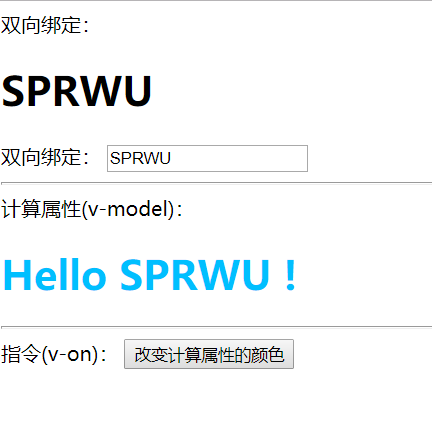 双向绑定：
SPRWU
双向绑定： SPRWU
计算属性(v-model)：
Hello SPRWU !
指令(v-on)： 改变计算属性的颜色